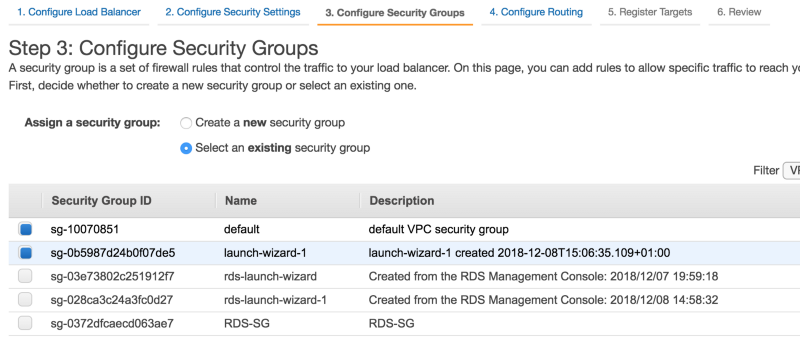 1. Configure Load Balancer 2. Configure Security Settings 3. Configure Security Groups 4. Configure Routing 5. Register Targets 6. Review
Step 3: Configure Security Groups
A security group is a set of firewall rules that control the traffic to your load balancer. On this page, you can add rules to allow specific traffic to reach
First, decide whether to create a new security group or select an existing one.
Assign a security group: Create a new security group
Select an existing security group
Filter
Security Group ID Name Description
sg-10070851 default default VPC security group
sg-0b5987d24b0f07de5 launch-wizard-1 launch-wizard-1 created 2018-12-08T15:06:35.109+01:00
sg-03e73802c251912f7 rds-launch-wizard Created from the RDS Management Console: 2018/12/07 19:59:18
sg-028ca3c24a3fc0d27 rds-launch-wizard-1 Created from the RDS Management Console: 2018/12/08 14:58:32
sg-0372dfcaecd063ae7 RDS-SG RDS-SG